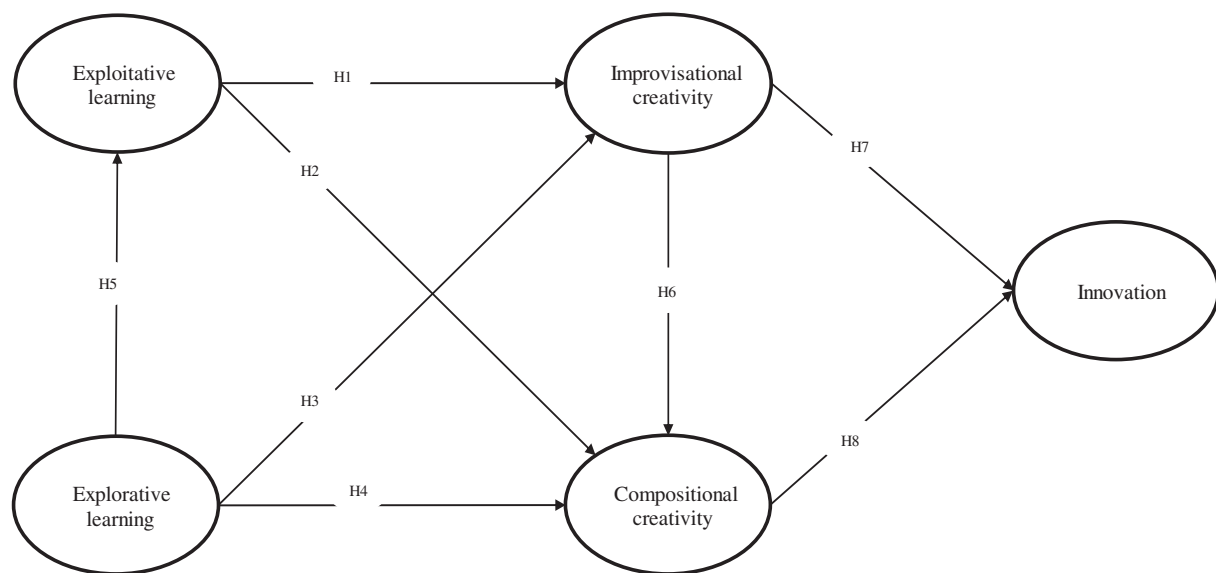 Exploitative
learning
H1
Improvisational
creativity
H2
H7
H5
H6
Innovation
H3
H8
Explorative
learning
H4
Compositional
creativity